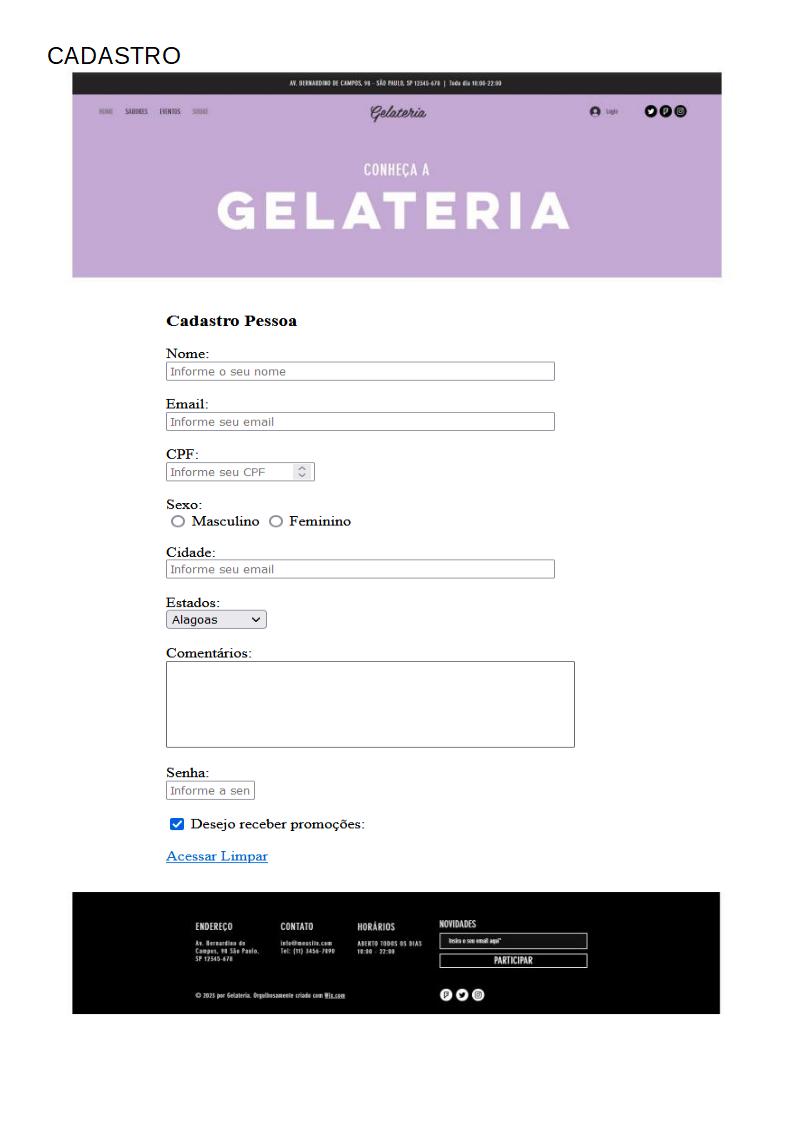 CADASTRO
AV. BERNARDINO DE CAMPOS, 98 - SÃO PAULO, SP 12345-678 | Todo dia 10:00-22:00
HOME SABORES EVENTOS SOBRE Gelateria Login
CONHEÇA A
GELATERIA
Cadastro Pessoa
Nome:
Informe o seu nome
Email:
Informe seu email
CPF:
Informe seu CPF
Sexo:
Masculino Feminino
Cidade:
Informe seu email
Estados:
Alagoas
Comentários:
Senha:
Informe a sen
Desejo receber promoções:
Acessar Limpar
ENDEREÇO
Av. Bernardino de
Campos, 98 São Paulo,
SP 12345-678
CONTATO
info@meusite.com
Tel: (11) 3456-7890
HORÁRIOS
ABERTO TODOS OS DIAS
10:00 - 22:00
NOVIDADES
Insira o seu email aqui*
PARTICIPAR
© 2023 por Gelateria. Orgulhosamente criado com Wix.com